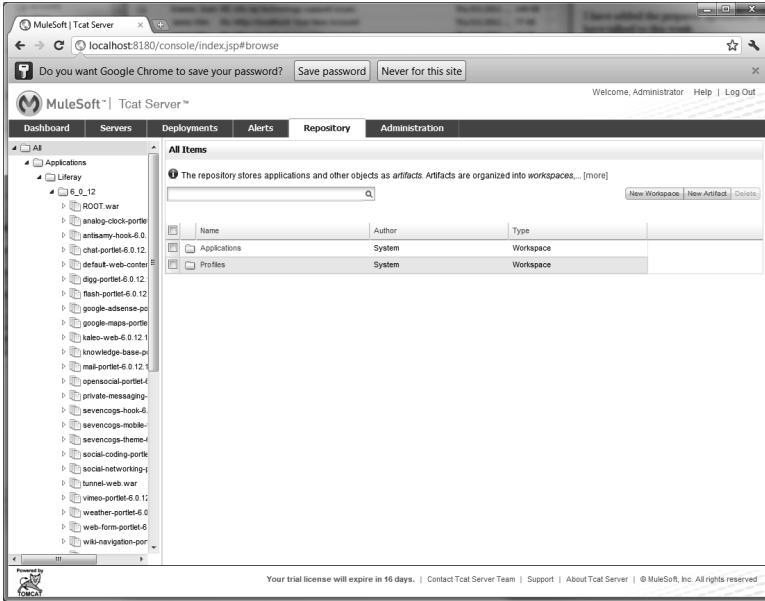 MuleSoft | Tcat Server
localhost:8180/console/index.jsp#browse
Do you want Google Chrome to save your password? Save password Never for this site
Welcome, Administrator Help | Log Out
MuleSoft™ | Tcat Server™
Dashboard Servers Deployments Alerts Repository Administration
All
Applications
Liferay
6_0_12
ROOT.war
analog-clock-portle
antisamy-hook-6.0.
chat-portlet-6.0.12.
default-web-conter
digg-portlet-6.0.12.
flash-portlet-6.0.12
google-adsense-po
google-maps-portle
kaleo-web-6.0.12.1
knowledge-base-p
mail-portlet-6.0.12.1
opensocial-portlet-6
private-messaging-
sevencogs-hook-6.
sevencogs-mobile-
sevencogs-theme-
social-coding-portle
social-networking-p
tunnel-web.war
vimeo-portlet-6.0.12
weather-portlet-6.0
web-form-portlet-6
wiki-navigation-por
All Items
The repository stores applications and other objects as artifacts. Artifacts are organized into workspaces,... [more]
New Workspace New Artifact Delete
Name Author Type
Applications System Workspace
Profiles System Workspace
Powered by
TOMCAT
Your trial license will expire in 16 days. | Contact Tcat Server Team | Support | About Tcat Server | © MuleSoft, Inc. All rights reserved